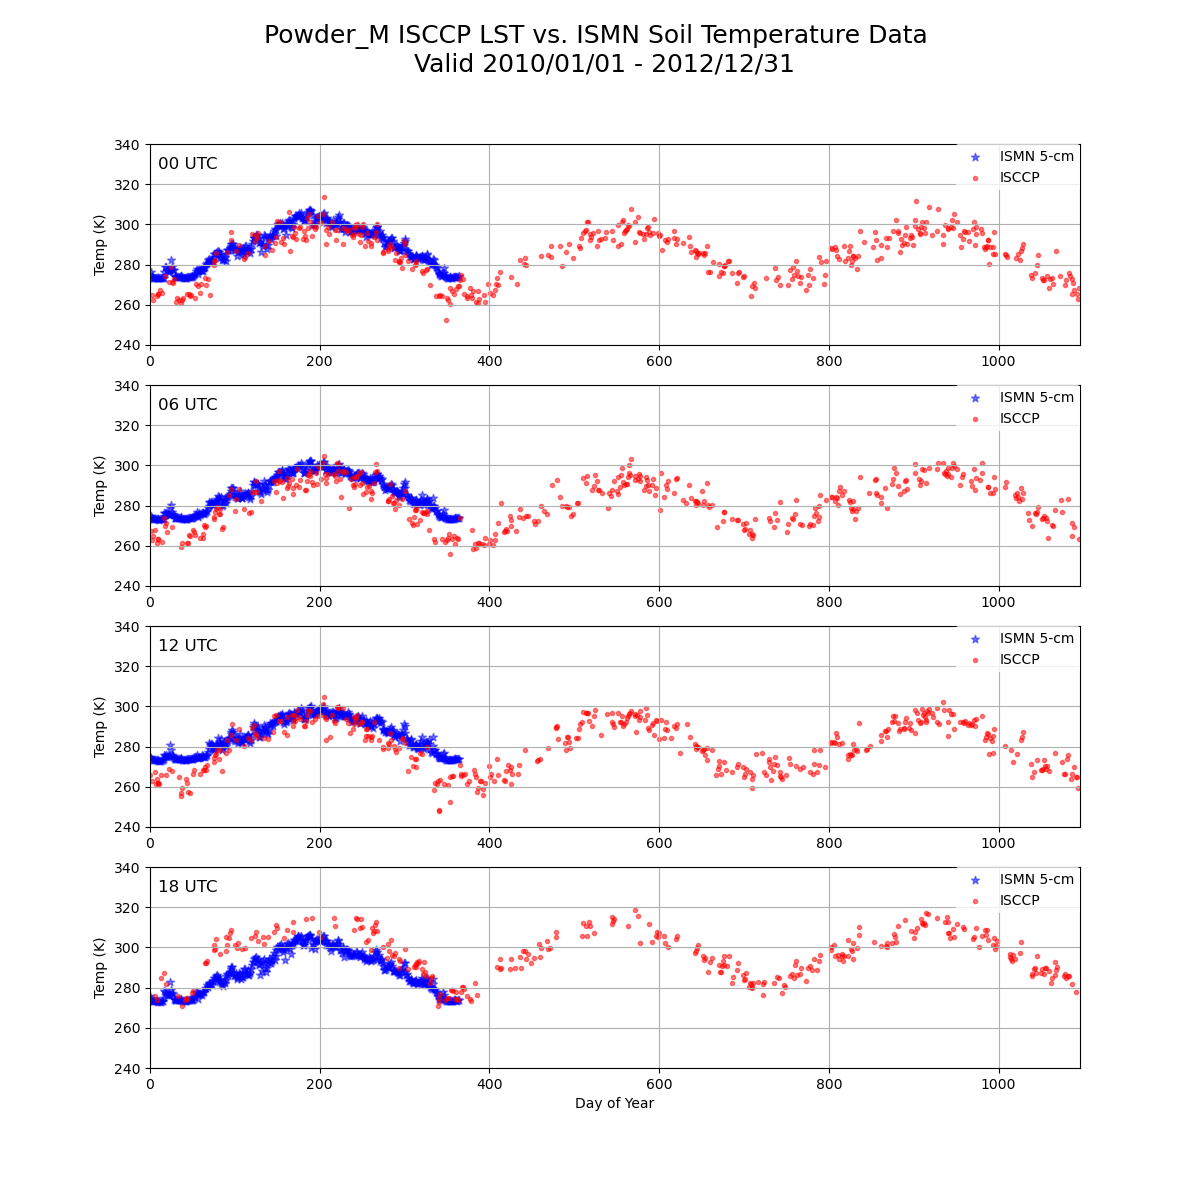 Powder_M ISCCP LST vs. ISMN Soil Temperature Data
Valid 2010/01/01 - 2012/12/31
340
320
300
280
260
240
Temp (K)
00 UTC
ISMN 5-cm
ISCCP
0 200 400 600 800 1000
340
320
300
280
260
240
Temp (K)
06 UTC
ISMN 5-cm
ISCCP
0 200 400 600 800 1000
340
320
300
280
260
240
Temp (K)
12 UTC
ISMN 5-cm
ISCCP
0 200 400 600 800 1000
340
320
300
280
260
240
Temp (K)
18 UTC
ISMN 5-cm
ISCCP
0 200 400 600 800 1000
Day of Year